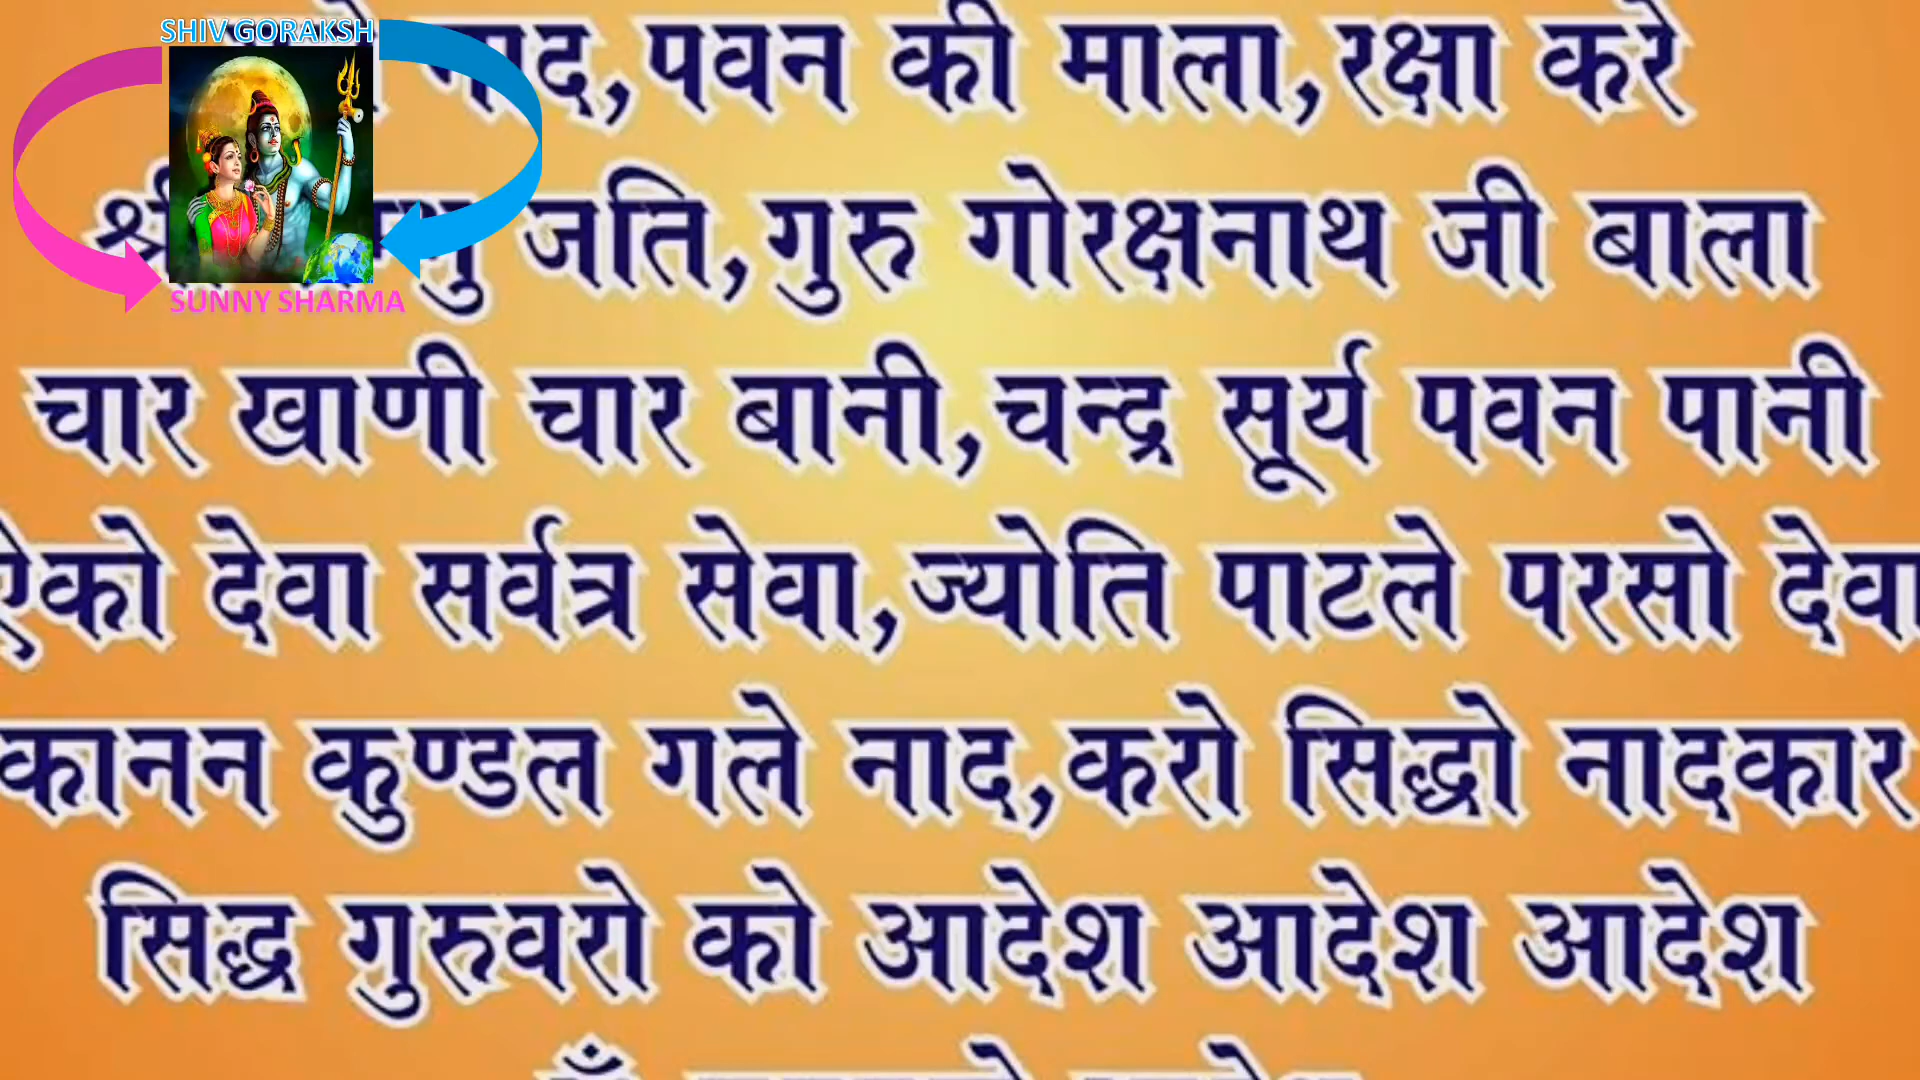 SHIV GORAKSH
नाद,पवन की माला,रक्षा करे
SUNNY SHARMA
जति,गुरु गोरक्षनाथ जी बाला
चार खाणी चार बानी,चन्द्र सूर्य पवन पानी
ऐको देवा सर्वत्र सेवा,ज्योति पाटले परसो देवा
कानन कुण्डल गले नाद,करो सिद्धो नादकार
सिद्ध गुरुवरो को आदेश आदेश आदेश